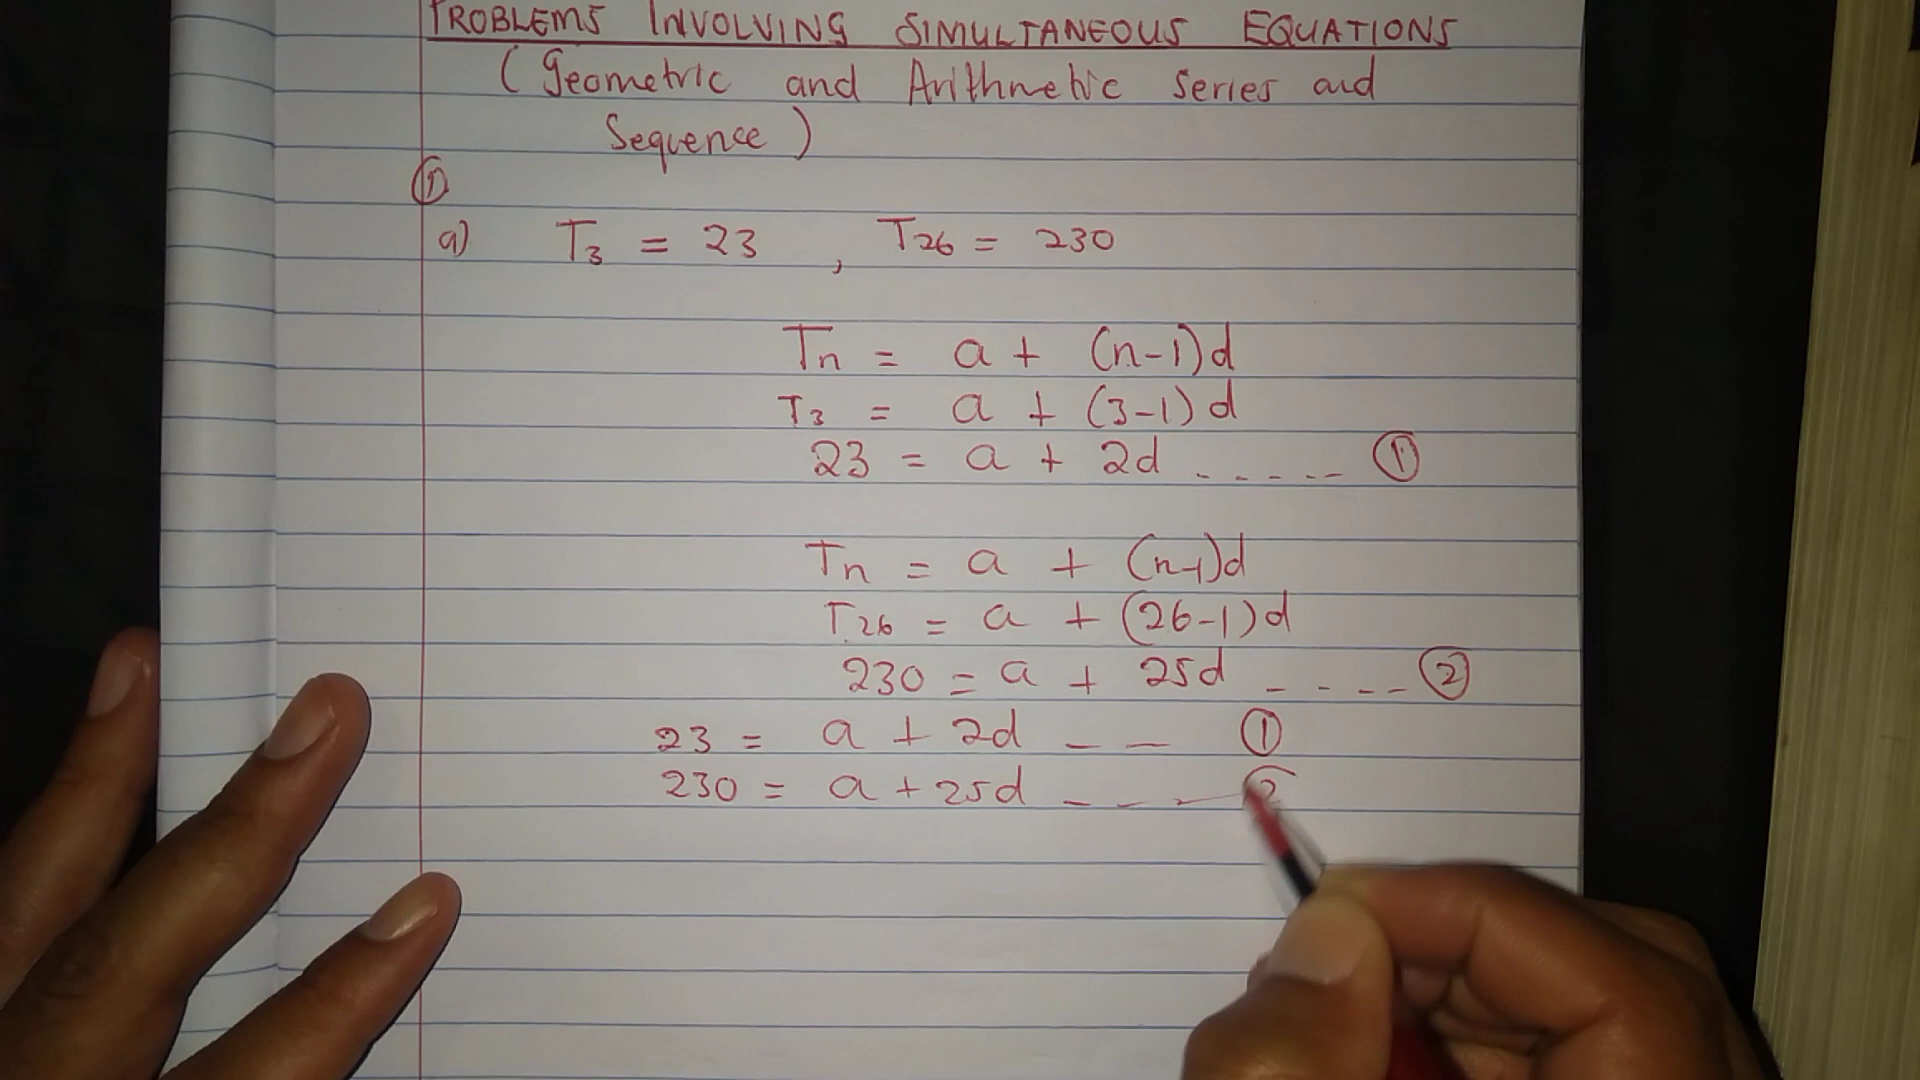 PROBLEMS INVOLVING SIMULTANEOUS EQUATIONS
(Geometric and Arithmetic series and
Sequence)
①
a) T₃ = 23 , T₂₆ = 230
Tn = a + (n-1)d
T₃ = a + (3-1)d
23 = a + 2d ----- ①
Tn = a + (n-1)d
T₂₆ = a + (26-1)d
230 = a + 25d ---- ②
23 = a + 2d -- ①
230 = a + 25d --- ②